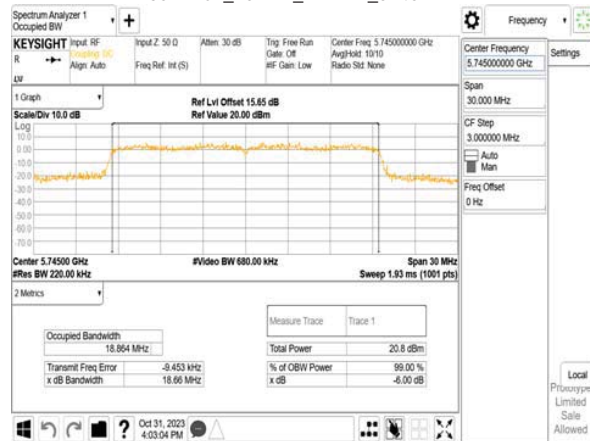 Spectrum Analyzer 1
Occupied BW
Frequency
KEYSIGHT
R
Input: RF
Coupling: DC
Align: Auto
Input Z: 50 Ω
Freq Ref: Int (S)
Atten: 30 dB
Trig: Free Run
Gate: Off
#IF Gain: Low
Center Freq: 5.745000000 GHz
Avg|Hold: 10/10
Radio Std: None
Center Frequency
5.745000000 GHz
Settings
Span
30.000 MHz
CF Step
3.000000 MHz
Auto
Man
Freq Offset
0 Hz
1 Graph
Scale/Div 10.0 dB
Ref Lvl Offset 15.65 dB
Ref Value 20.00 dBm
Log
10.0
0.00
-10.0
-20.0
-30.0
-40.0
-50.0
-60.0
-70.0
Center 5.74500 GHz
#Res BW 220.00 kHz
#Video BW 680.00 kHz
Span 30 MHz
Sweep 1.93 ms (1001 pts)
2 Metrics
Measure Trace
Trace 1
Occupied Bandwidth
18.864 MHz
Total Power
20.8 dBm
Transmit Freq Error
-9.453 kHz
% of OBW Power
99.00 %
x dB Bandwidth
18.66 MHz
x dB
-6.00 dB
Local
Prototype
Limited
Sale
Allowed
Oct 31, 2023
4:03:04 PM